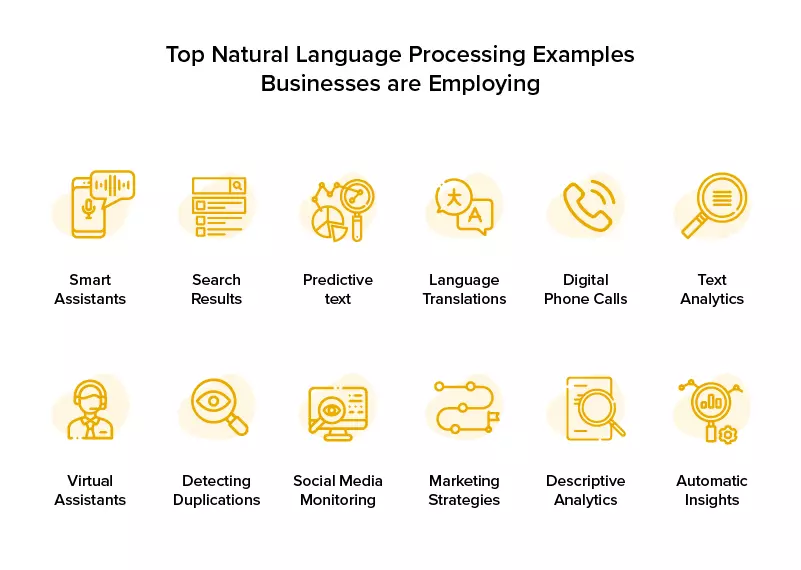 Top Natural Language Processing Examples
Businesses are Employing
Smart
Assistants
Search
Results
Predictive
text
Language
Translations
Digital
Phone Calls
Text
Analytics
Virtual
Assistants
Detecting
Duplications
Social Media
Monitoring
Marketing
Strategies
Descriptive
Analytics
Automatic
Insights